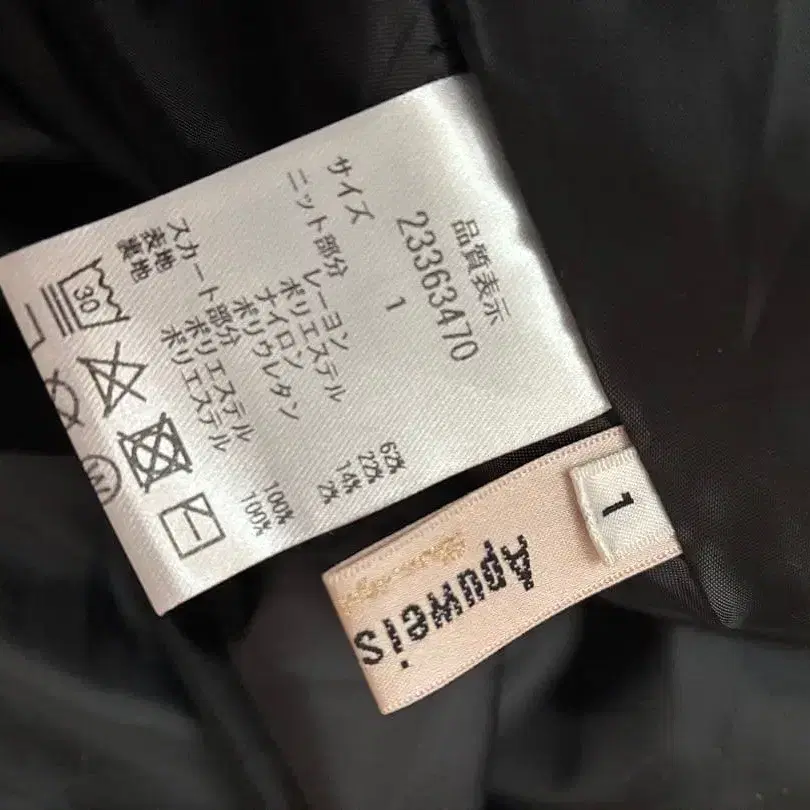 品質表示
23363470
サイズ 1
ニット部分
レーヨン 62%
ポリエステル 22%
ナイロン 14%
ポリウレタン 2%
スカート部分
表地 ポリエステル 100%
裏地 ポリエステル 100%
30
W
Apuweis
1